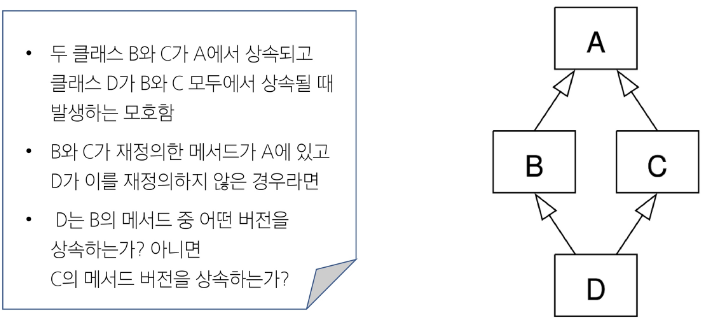 • 두 클래스 B와 C가 A에서 상속되고
클래스 D가 B와 C 모두에서 상속될 때
발생하는 모호함
• B와 C가 재정의한 메서드가 A에 있고
D가 이를 재정의하지 않은 경우라면
• D는 B의 메서드 중 어떤 버전을
상속하는가? 아니면
C의 메서드 버전을 상속하는가?
A
B
C
D